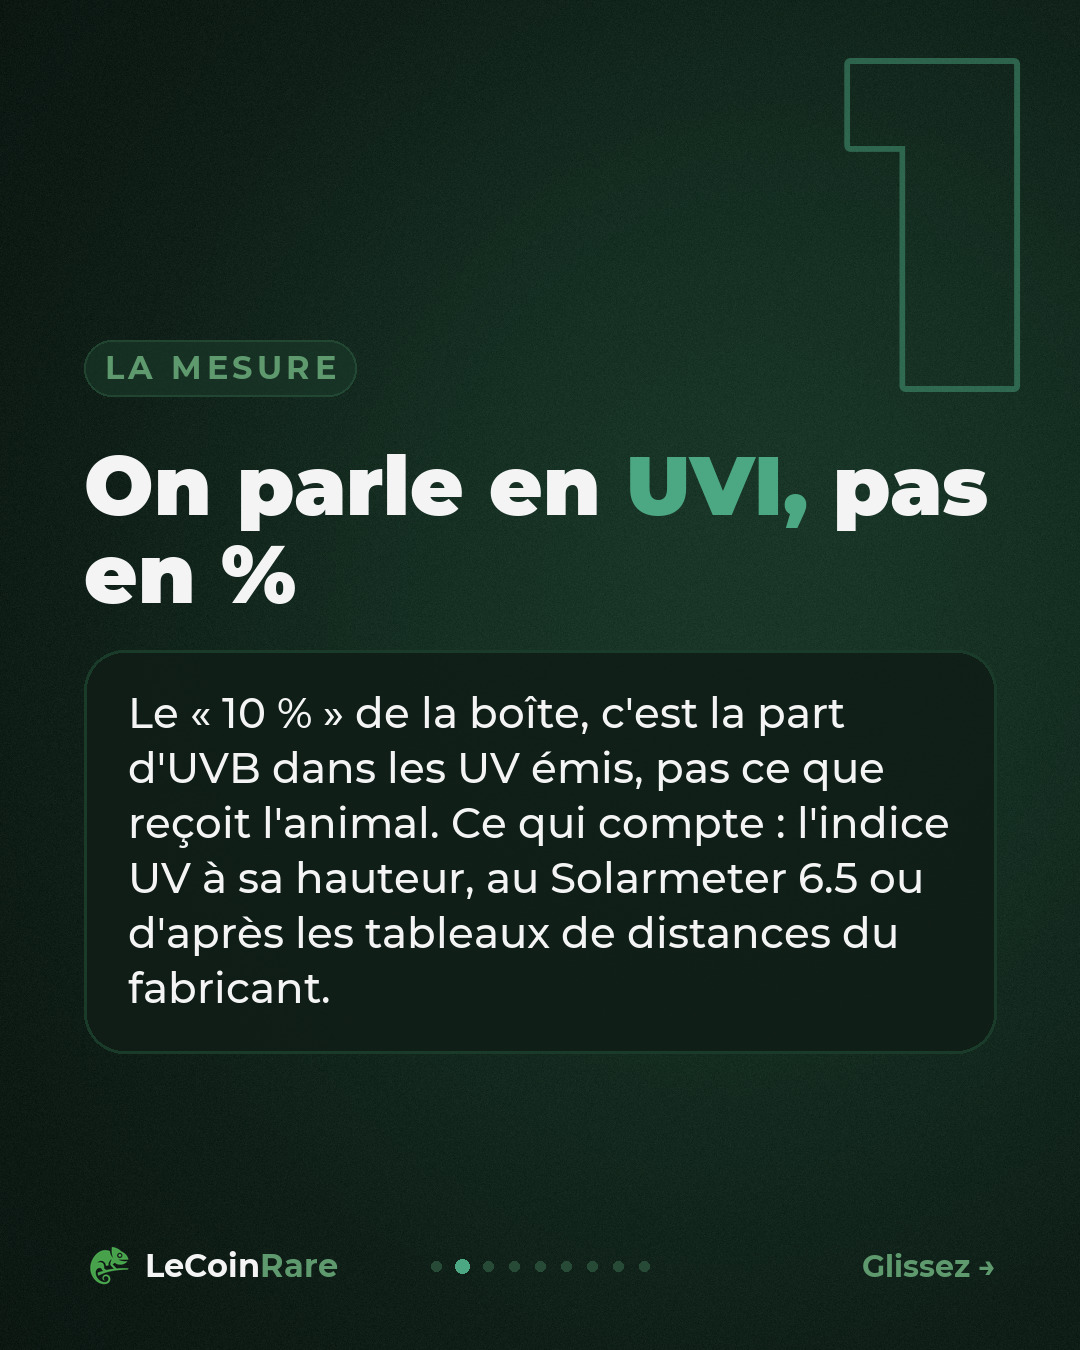 1
LA MESURE
On parle en UVI, pas
en %
Le « 10 % » de la boîte, c'est la part
d'UVB dans les UV émis, pas ce que
reçoit l'animal. Ce qui compte : l'indice
UV à sa hauteur, au Solarmeter 6.5 ou
d'après les tableaux de distances du
fabricant.
LeCoinRare
Glissez →